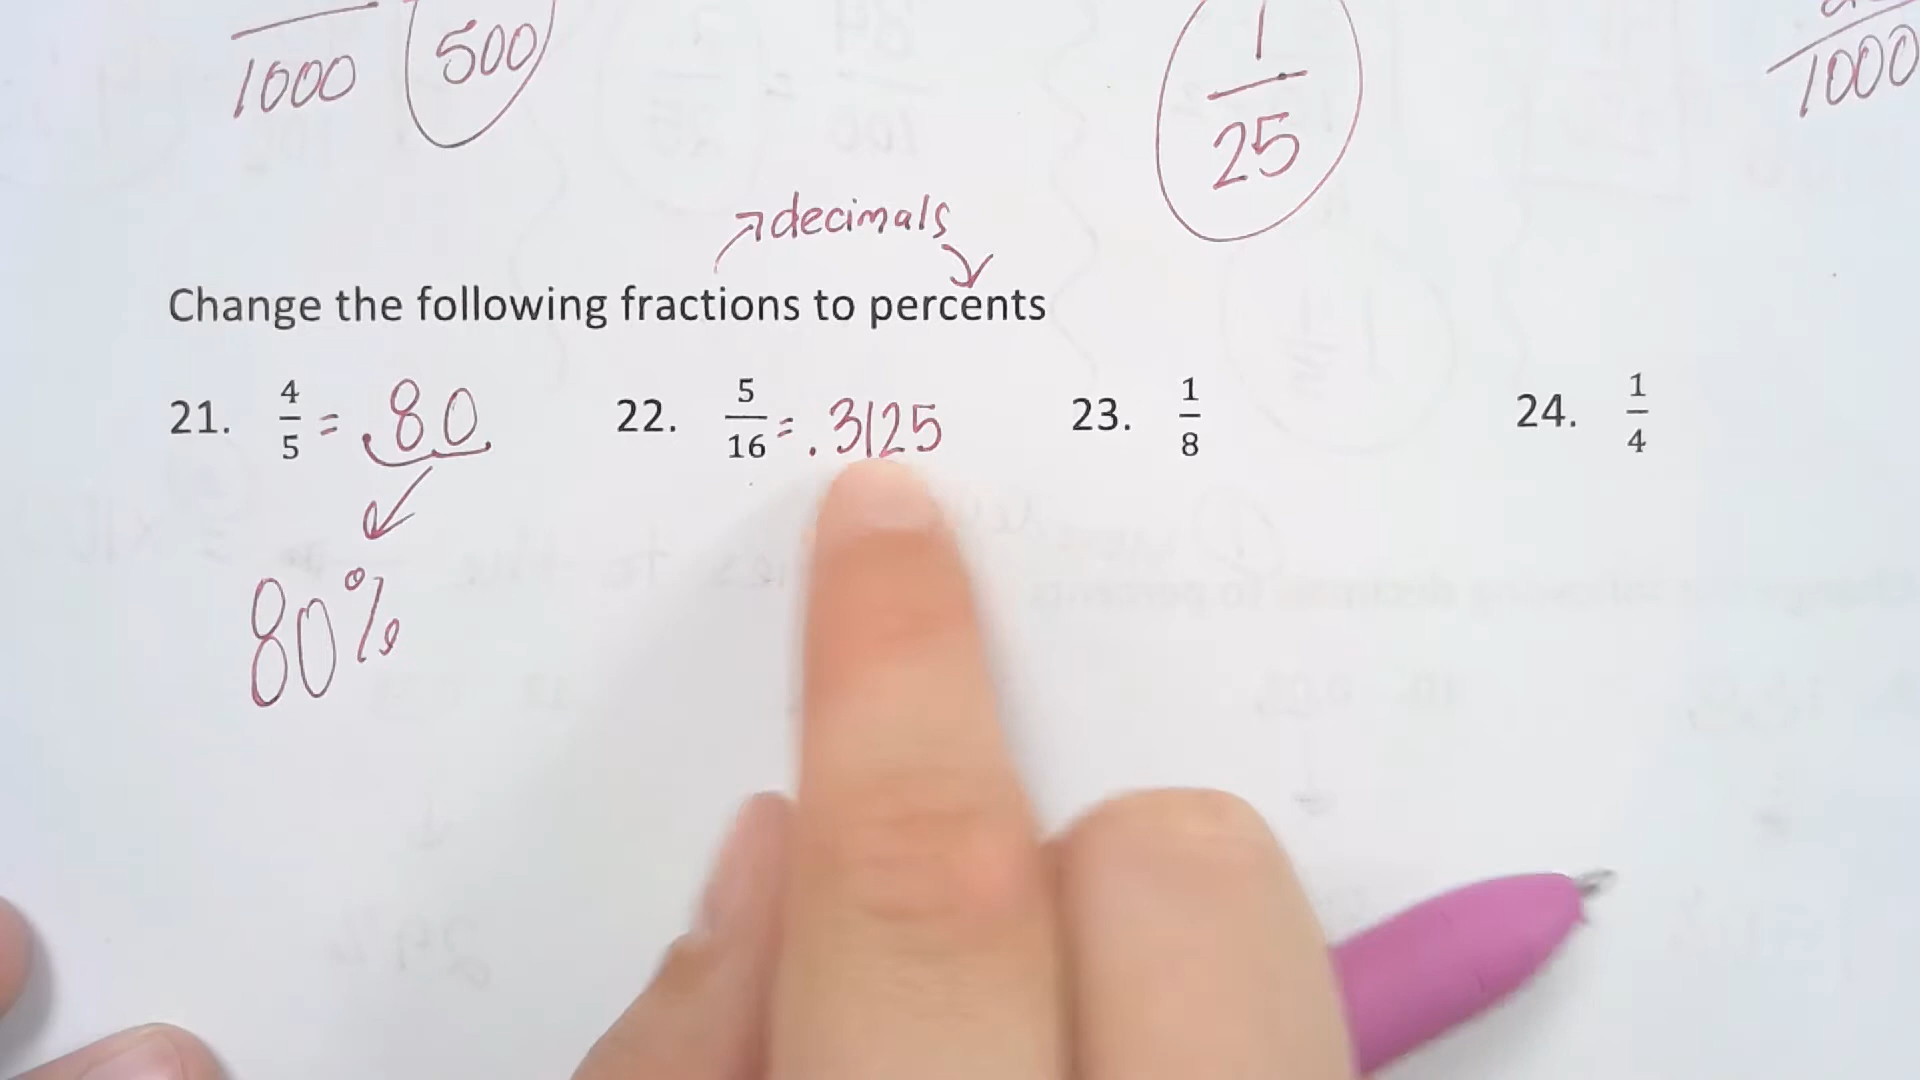 1000 500
1
25
1000
decimals
Change the following fractions to percents
21. 4/5 = .80 22. 5/16 = .3125 23. 1/8 24. 1/4
80%